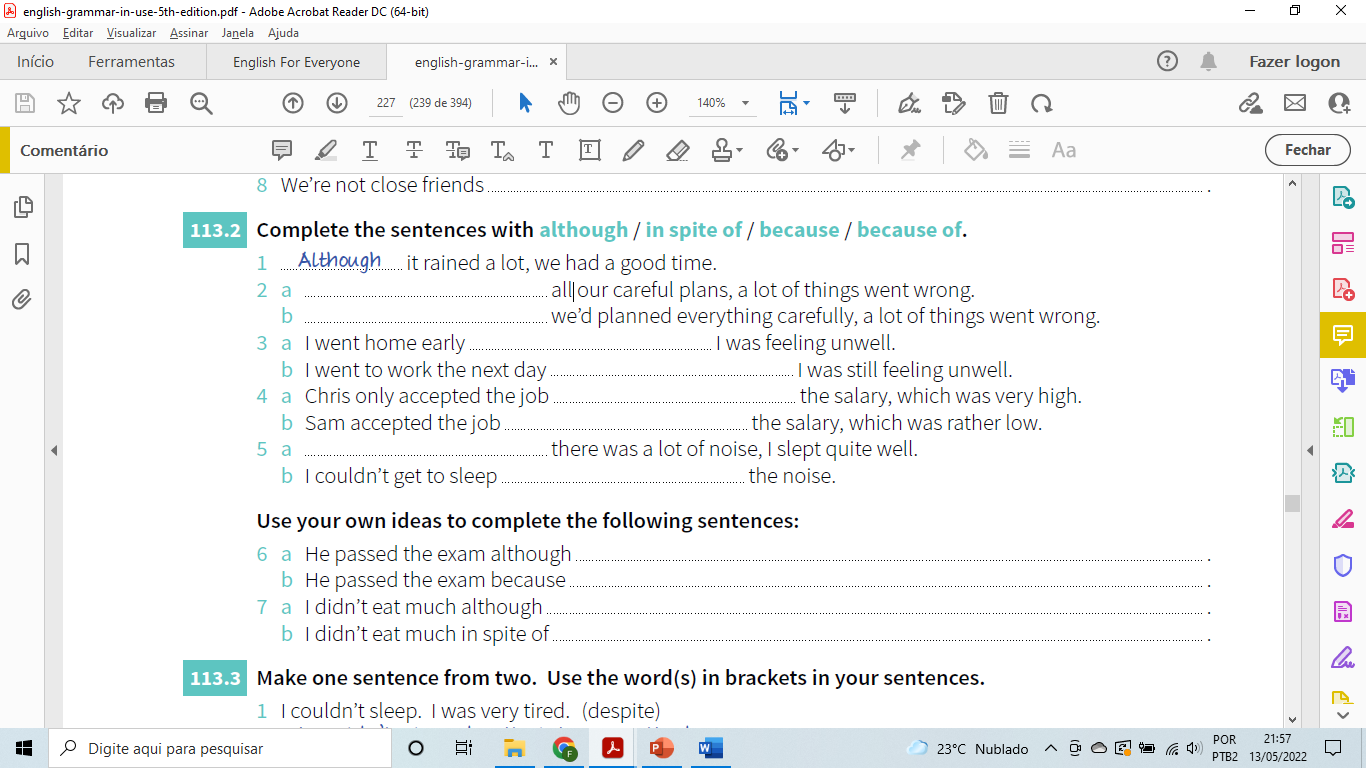 english-grammar-in-use-5th-edition.pdf - Adobe Acrobat Reader DC (64-bit)
Arquivo Editar Visualizar Assinar Janela Ajuda
Início Ferramentas English For Everyone english-grammar-i... × Fazer logon
227 (239 de 394) 140%
Comentário Aa Fechar
8 We're not close friends .
113.2 Complete the sentences with although / in spite of / because / because of.
1 Although it rained a lot, we had a good time.
2 a all our careful plans, a lot of things went wrong.
b we'd planned everything carefully, a lot of things went wrong.
3 a I went home early I was feeling unwell.
b I went to work the next day I was still feeling unwell.
4 a Chris only accepted the job the salary, which was very high.
b Sam accepted the job the salary, which was rather low.
5 a there was a lot of noise, I slept quite well.
b I couldn't get to sleep the noise.
Use your own ideas to complete the following sentences:
6 a He passed the exam although .
b He passed the exam because .
7 a I didn't eat much although .
b I didn't eat much in spite of .
113.3 Make one sentence from two. Use the word(s) in brackets in your sentences.
1 I couldn't sleep. I was very tired. (despite)
Digite aqui para pesquisar 23°C Nublado POR PTB2 21:57 13/05/2022